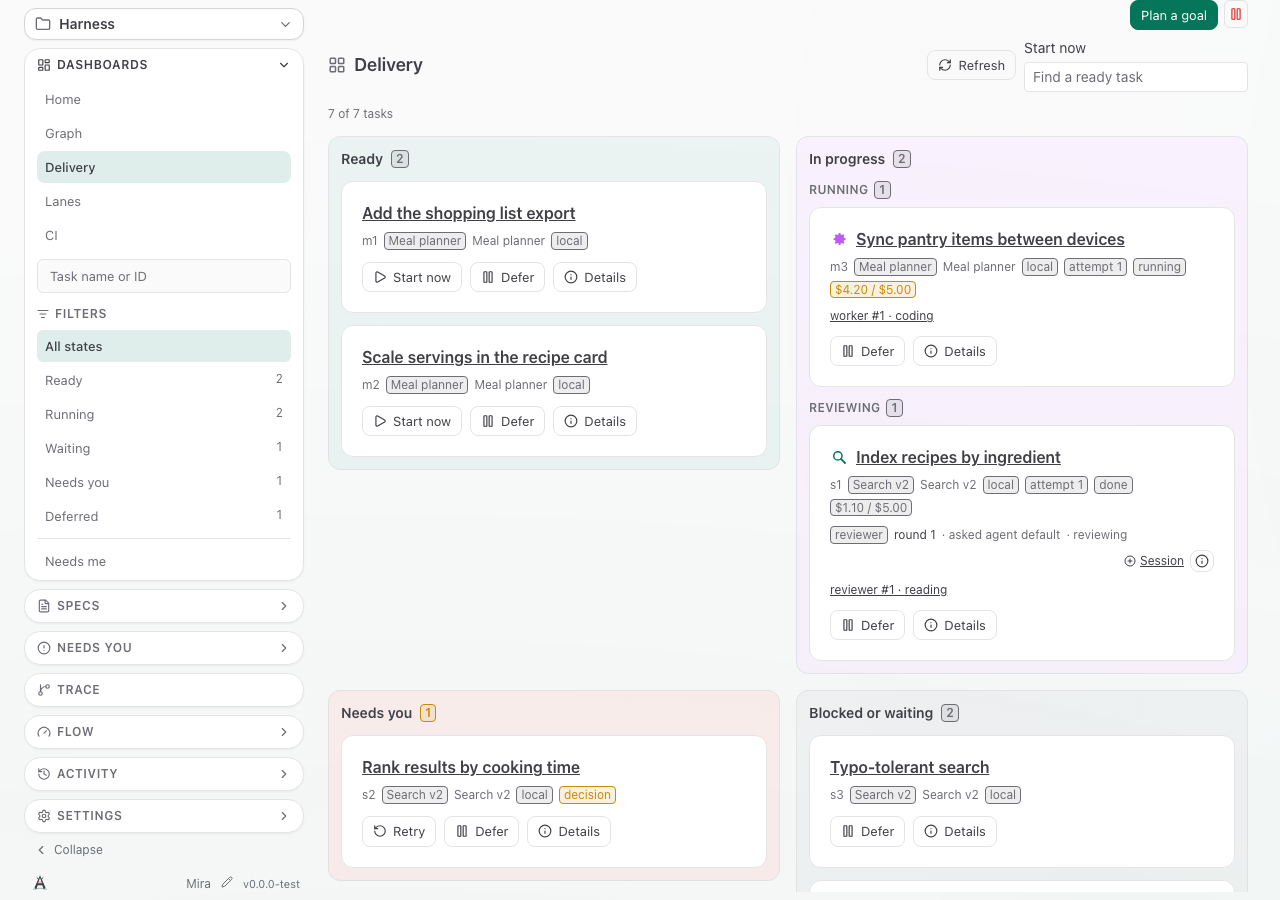 Harness
Plan a goal
DASHBOARDS
Home
Graph
Delivery
Lanes
CI
Task name or ID
FILTERS
All states
Ready 2
Running 2
Waiting 1
Needs you 1
Deferred 1
Needs me
SPECS
NEEDS YOU
TRACE
FLOW
ACTIVITY
SETTINGS
Collapse
Mira v0.0.0-test
Delivery
Refresh
Start now
Find a ready task
7 of 7 tasks
Ready 2
Add the shopping list export
m1 Meal planner Meal planner local
Start now Defer Details
Scale servings in the recipe card
m2 Meal planner Meal planner local
Start now Defer Details
In progress 2
RUNNING 1
Sync pantry items between devices
m3 Meal planner Meal planner local attempt 1 running
$4.20 / $5.00
worker #1 · coding
Defer Details
REVIEWING 1
Index recipes by ingredient
s1 Search v2 Search v2 local attempt 1 done
$1.10 / $5.00
reviewer round 1 · asked agent default · reviewing
Session
reviewer #1 · reading
Defer Details
Needs you 1
Rank results by cooking time
s2 Search v2 Search v2 local decision
Retry Defer Details
Blocked or waiting 2
Typo-tolerant search
s3 Search v2 Search v2 local
Defer Details